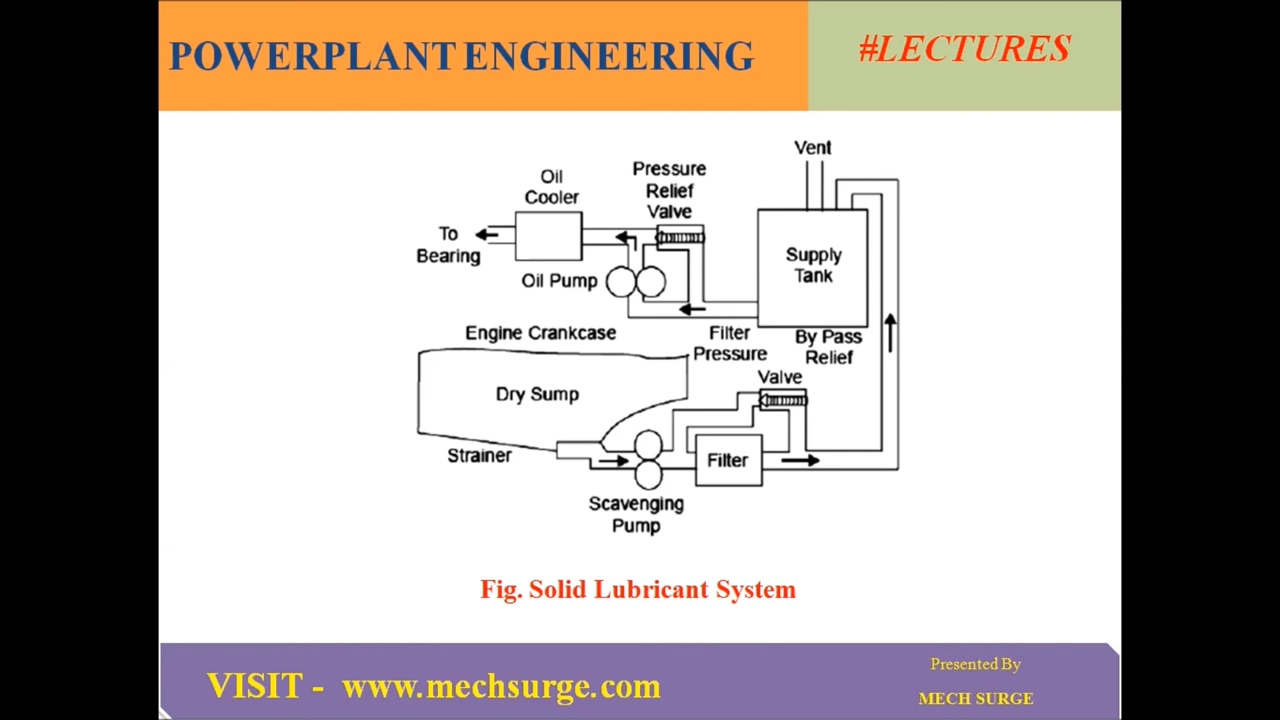 POWERPLANT ENGINEERING
#LECTURES
Vent
Pressure
Relief
Valve
Oil
Cooler
To
Bearing
Supply
Tank
Oil Pump
Engine Crankcase
Filter
Pressure
By Pass
Relief
Valve
Dry Sump
Strainer
Filter
Scavenging
Pump
Fig. Solid Lubricant System
VISIT - www.mechsurge.com
Presented By
MECH SURGE